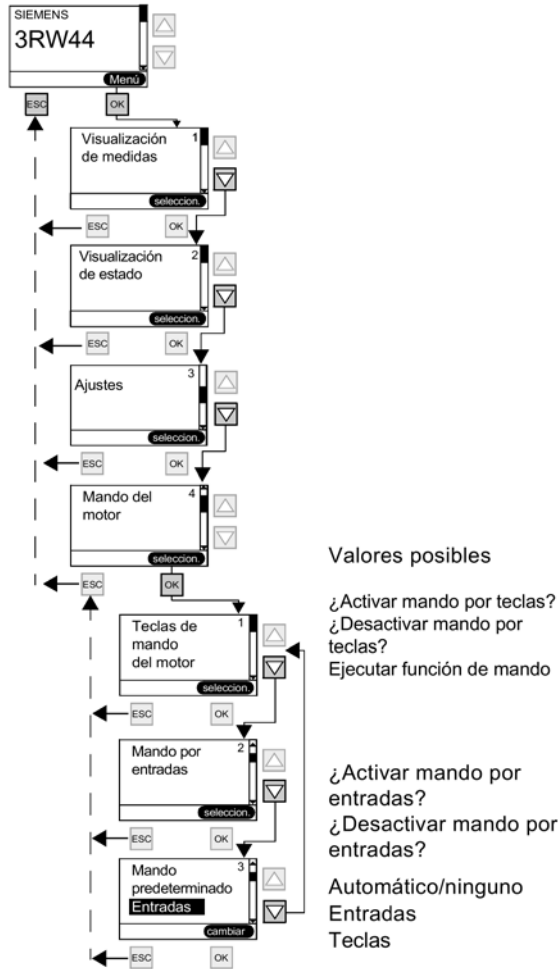 SIEMENS
3RW44
Menú
ESC
OK
Visualización
de medidas
1
seleccion.
ESC
OK
Visualización
de estado
2
seleccion.
ESC
OK
Ajustes
3
seleccion.
ESC
OK
Mando del
motor
4
seleccion.
ESC
OK
Valores posibles
Teclas de
mando
del motor
1
seleccion.
¿Activar mando por teclas?
¿Desactivar mando por
teclas?
Ejecutar función de mando
ESC
OK
Mando por
entradas
2
seleccion.
¿Activar mando por
entradas?
¿Desactivar mando por
entradas?
ESC
OK
Mando
predeterminado
Entradas
3
cambiar
Automático/ninguno
Entradas
Teclas
ESC
OK